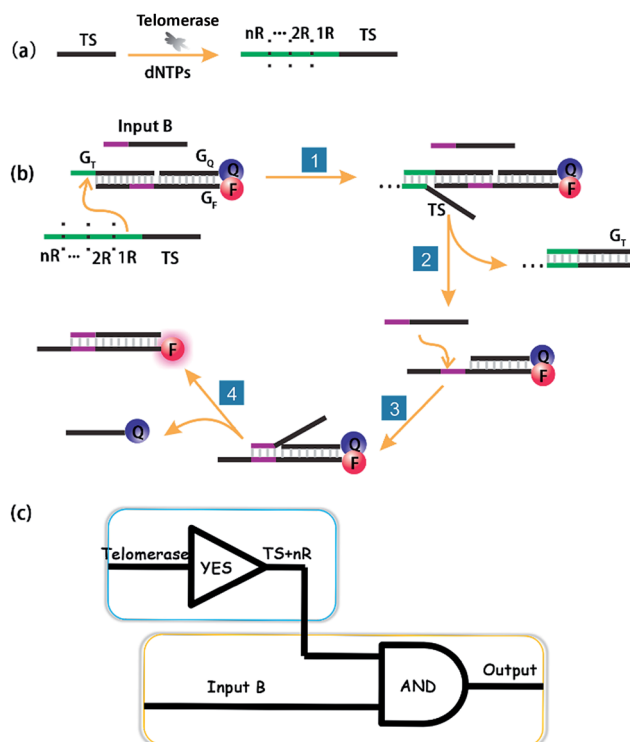 (a)
TS
Telomerase
dNTPs
nR ··· 2R 1R
TS
(b)
Input B
G_T
G_Q
Q
F
G_F
nR ··· 2R 1R
TS
1
Q
F
TS
2
G_T
Q
F
3
Q
F
4
F
Q
(c)
Telomerase
YES
TS+nR
Input B
AND
Output